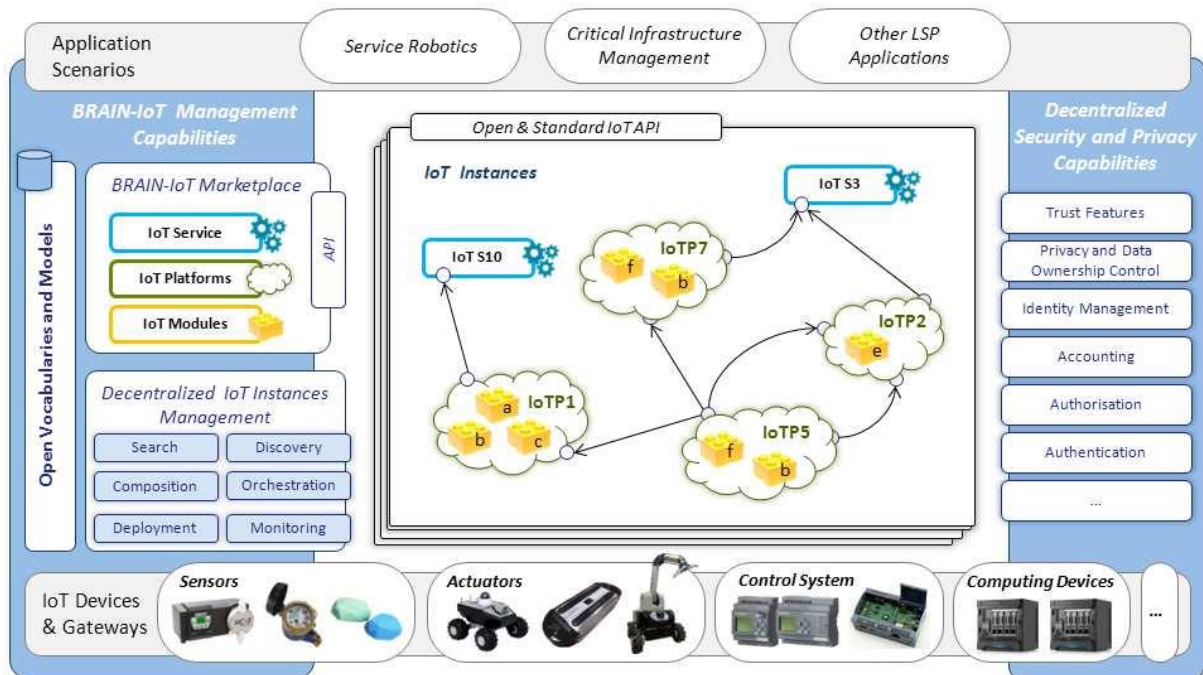 Application
Scenarios
Service Robotics
Critical Infrastructure
Management
Other LSP
Applications
BRAIN-IoT Management
Capabilities
Open Vocabularies and Models
BRAIN-IoT Marketplace
IoT Service
IoT Platforms
IoT Modules
API
Decentralized IoT Instances
Management
Search
Discovery
Composition
Orchestration
Deployment
Monitoring
Open & Standard IoT API
IoT Instances
IoT S3
IoT S10
IoTP7
f
b
IoTP2
e
IoTP1
a
b
c
IoTP5
f
b
Decentralized
Security and Privacy
Capabilities
Trust Features
Privacy and Data
Ownership Control
Identity Management
Accounting
Authorisation
Authentication
...
IoT Devices
& Gateways
Sensors
Actuators
Control System
Computing Devices
...